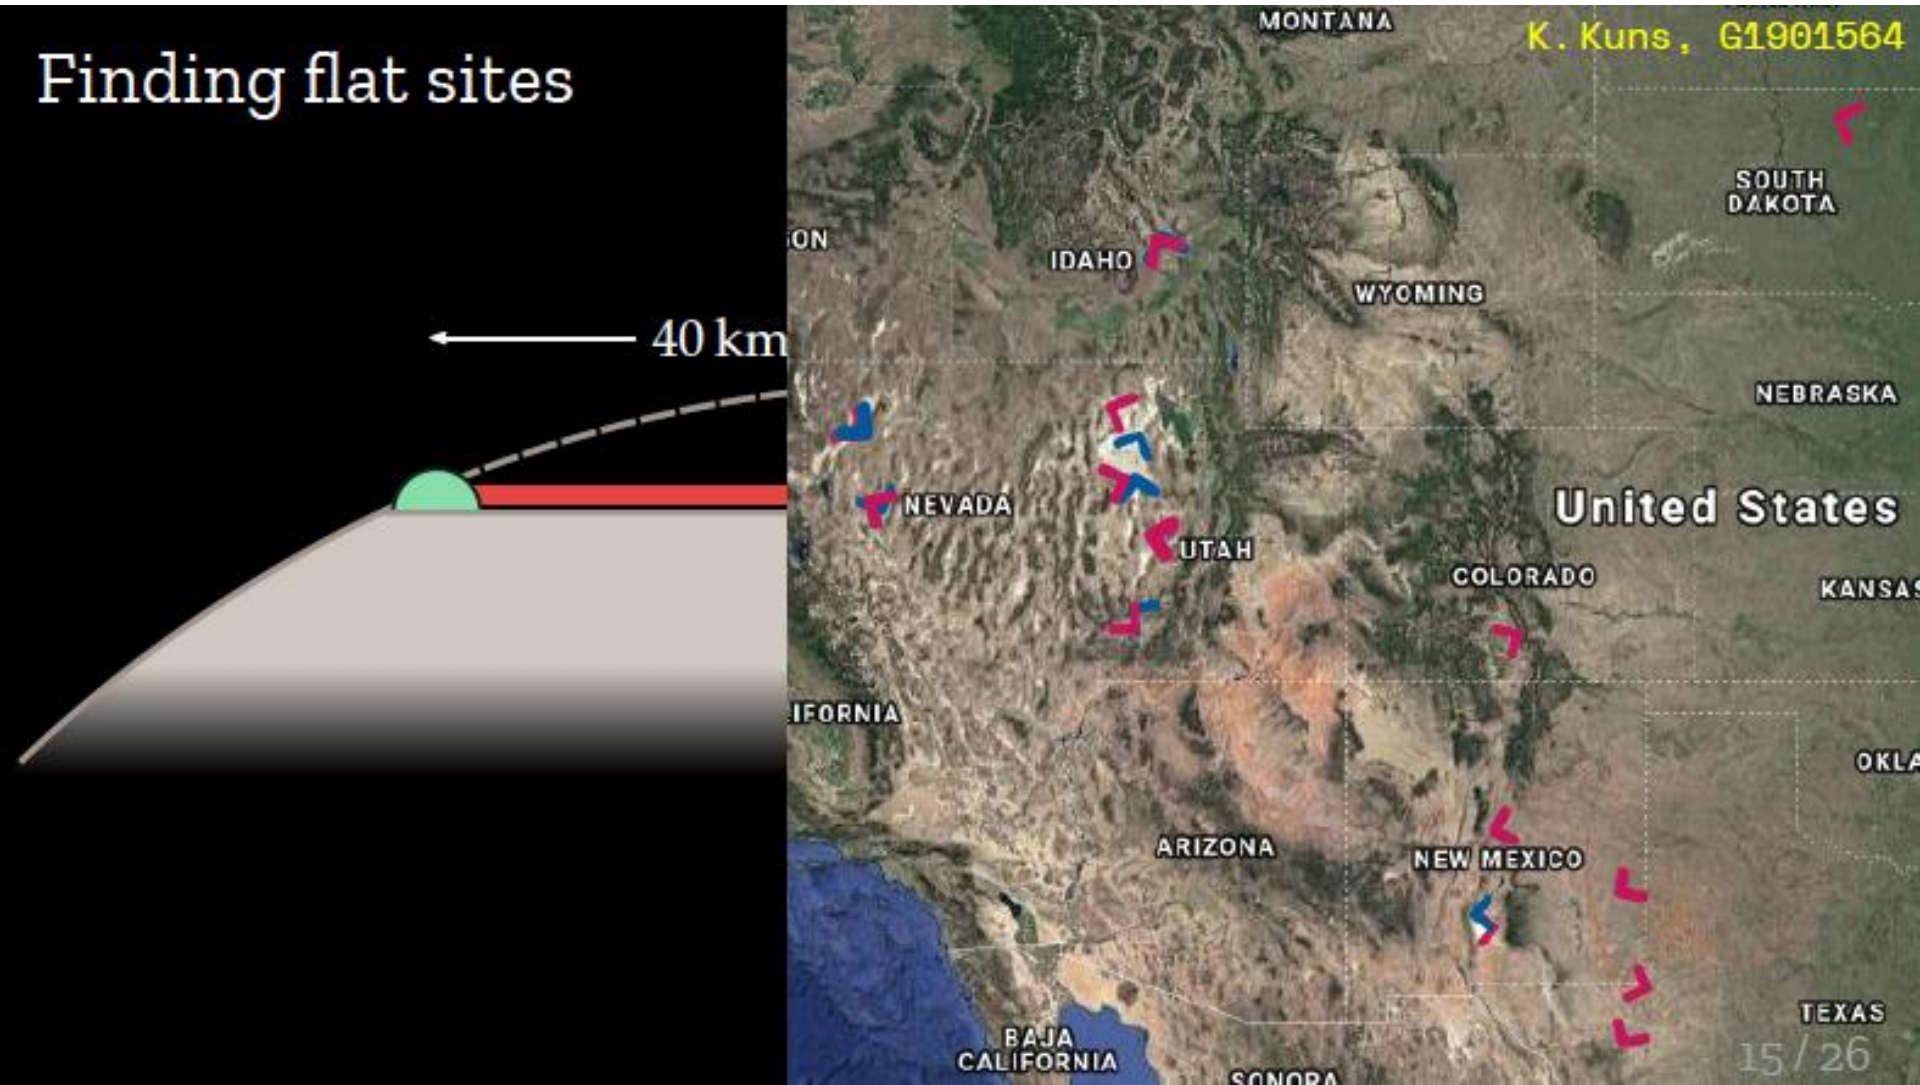 Finding flat sites
40 km
MONTANA
K. Kuns, G1901564
SOUTH
DAKOTA
ON
IDAHO
WYOMING
NEBRASKA
NEVADA
United States
UTAH
COLORADO
KANSAS
IFORNIA
OKLA
ARIZONA
NEW MEXICO
TEXAS
BAJA
CALIFORNIA
15 / 26
SONORA